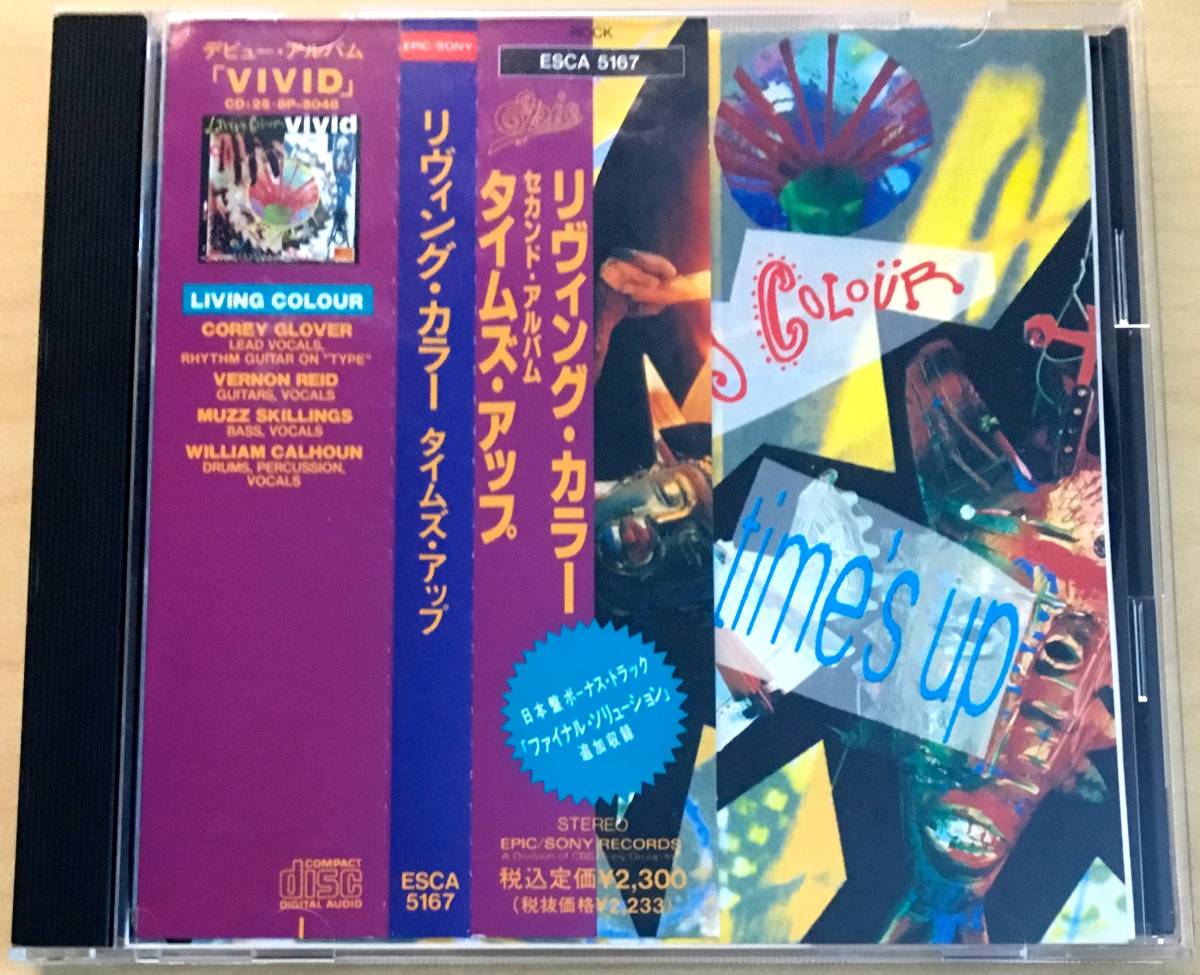 デビュー・アルバム
「VIVID」
CD:25・8P-5046
Living Colour
vivid
LIVING COLOUR
COREY GLOVER
LEAD VOCALS,
RHYTHM GUITAR ON "TYPE"
VERNON REID
GUITARS, VOCALS
MUZZ SKILLINGS
BASS, VOCALS
WILLIAM CALHOUN
DRUMS, PERCUSSION,
VOCALS
COMPACT
disc
DIGITAL AUDIO
EPIC/SONY
リヴィング・カラー タイムズ・アップ
ESCA
5167
ROCK
ESCA 5167
Epic
リヴィング・カラー
セカンド・アルバム
タイムズ・アップ
日本盤ボーナス・トラック
「ファイナル・ソリューション」
追加収録
STEREO
EPIC/SONY RECORDS
A Division of CBS/Sony Group Inc.
税込定価¥2,300
(税抜価格¥2,233)
COLOUR
time's up